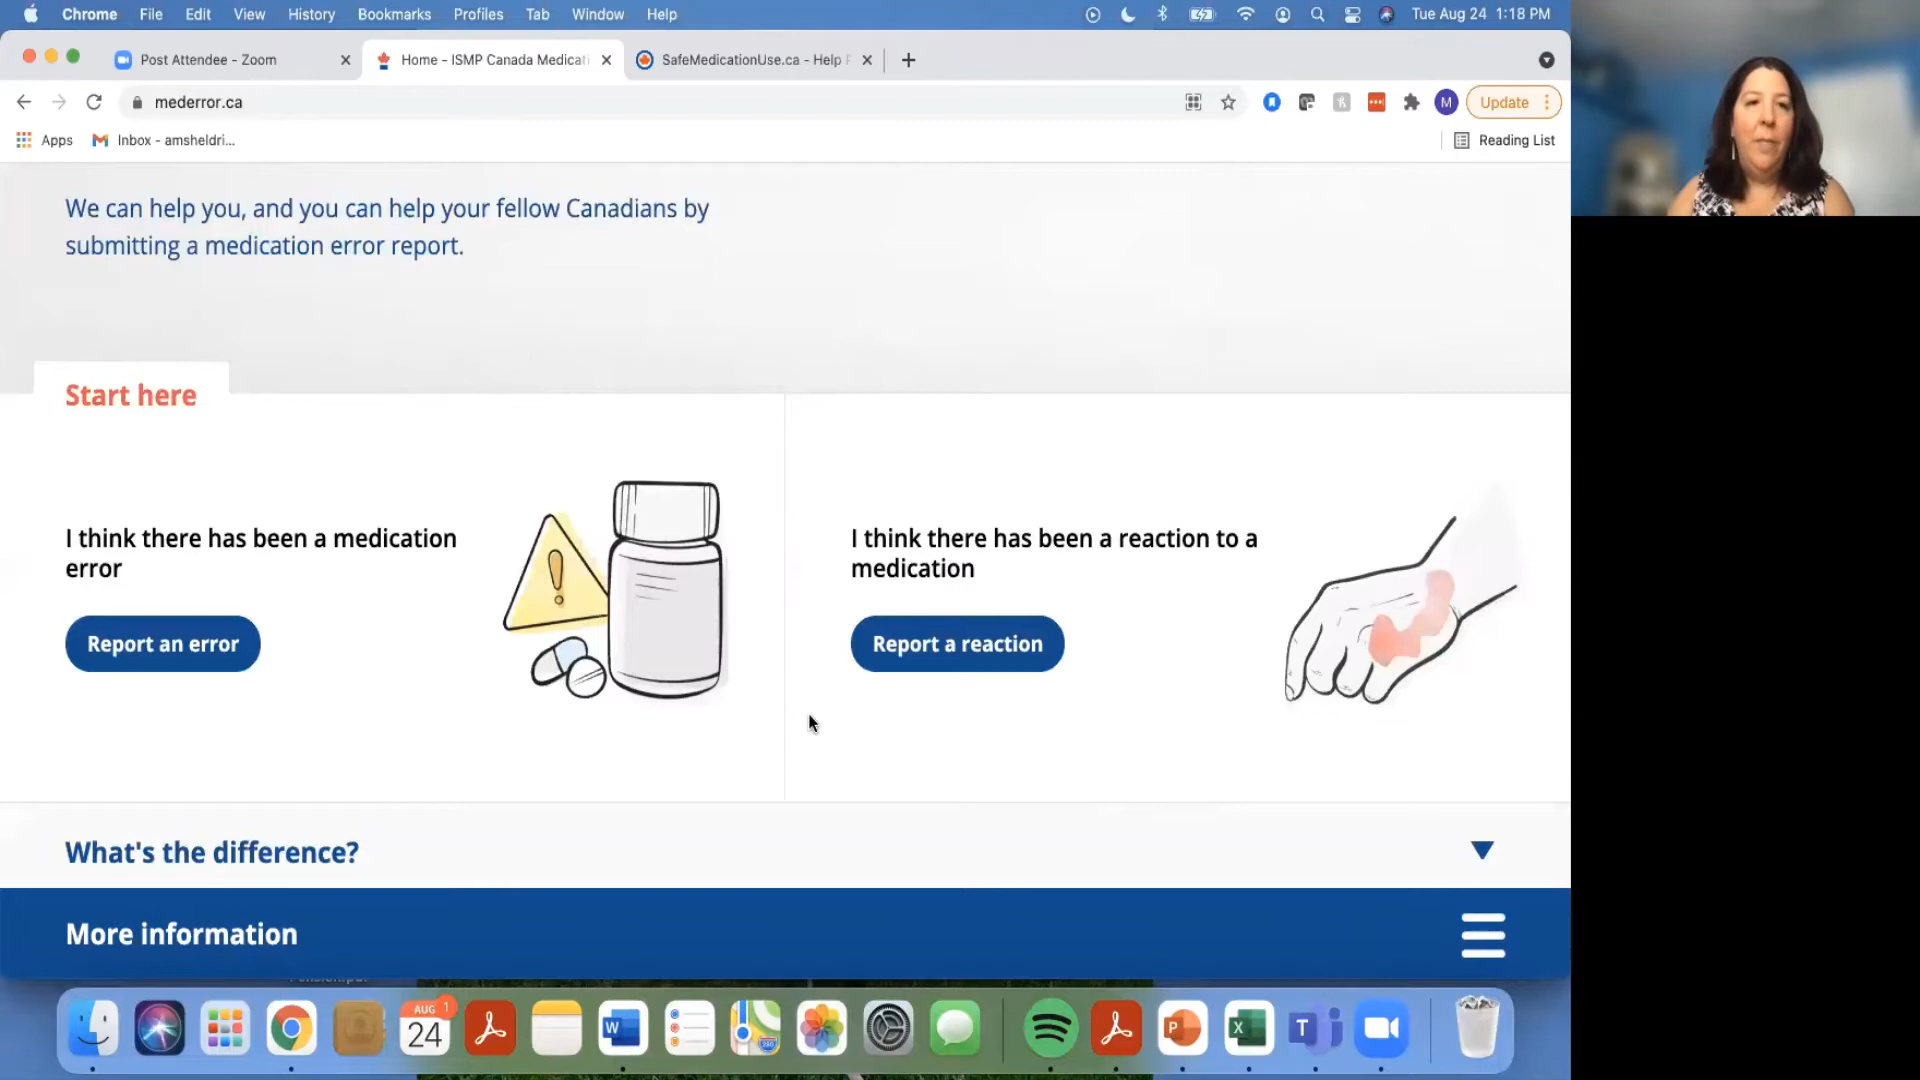 Chrome File Edit View History Bookmarks Profiles Tab Window Help Tue Aug 24 1:18 PM
Post Attendee - Zoom
Home - ISMP Canada Medicat
SafeMedicationUse.ca - Help
mederror.ca
M
Update
Apps
Inbox - amsheldri...
Reading List
We can help you, and you can help your fellow Canadians by
submitting a medication error report.
Start here
I think there has been a medication
error
Report an error
I think there has been a reaction to a
medication
Report a reaction
What's the difference?
More information
AUG
1
24
W
280
P
X
T